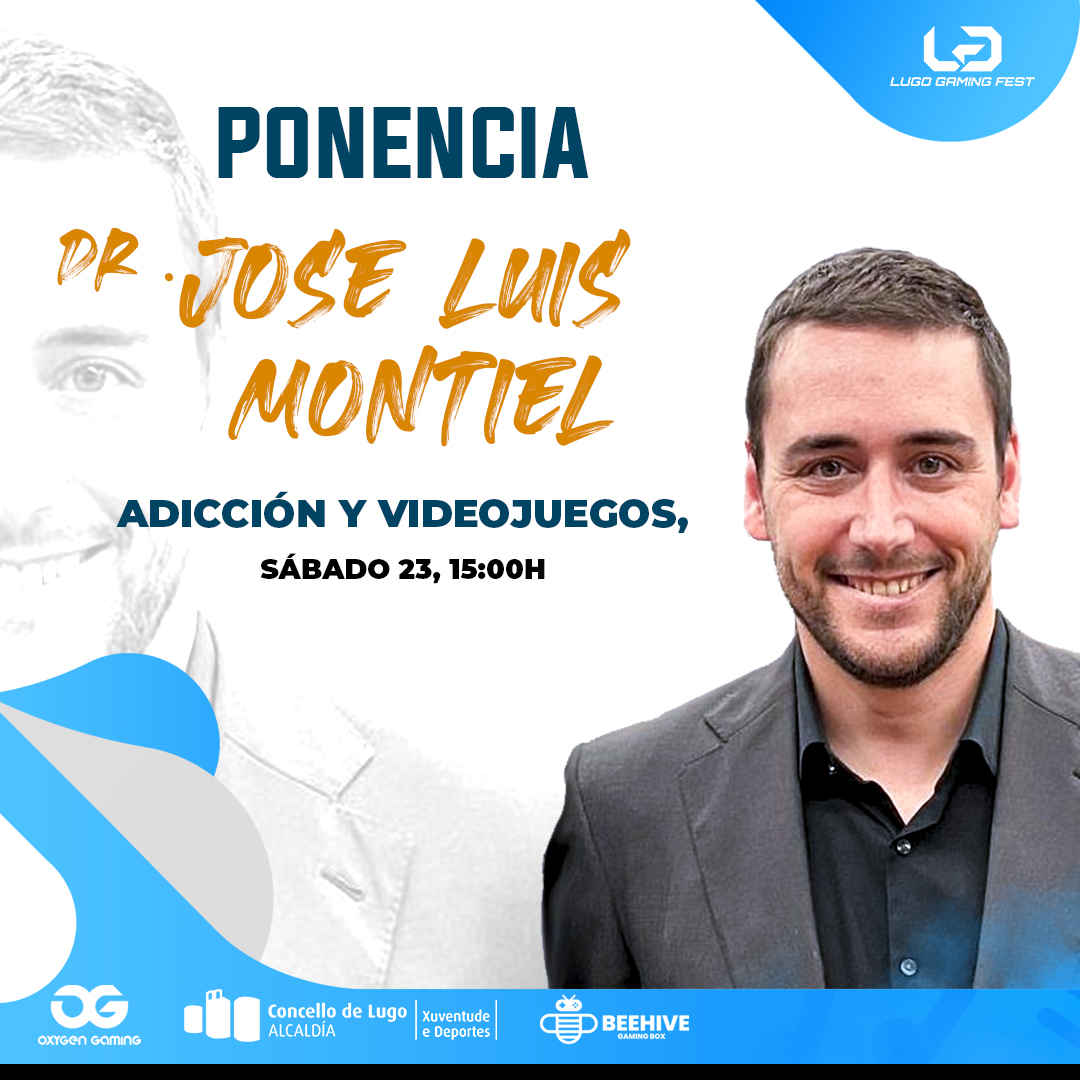 LUGO GAMING FEST
PONENCIA
DR. JOSE LUIS
MONTIEL
ADICCIÓN Y VIDEOJUEGOS,
SÁBADO 23, 15:00H
OXYGEN GAMING
Concello de Lugo
ALCALDÍA
Xuventude
e Deportes
BEEHIVE
GAMING BOX